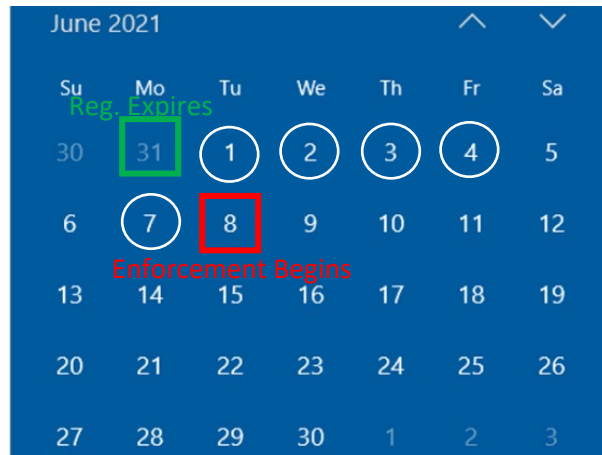 June 2021
Su Mo Tu We Th Fr Sa
Reg. Expires
30 31 1 2 3 4 5
6 7 8 9 10 11 12
Enforcement Begins
13 14 15 16 17 18 19
20 21 22 23 24 25 26
27 28 29 30 1 2 3